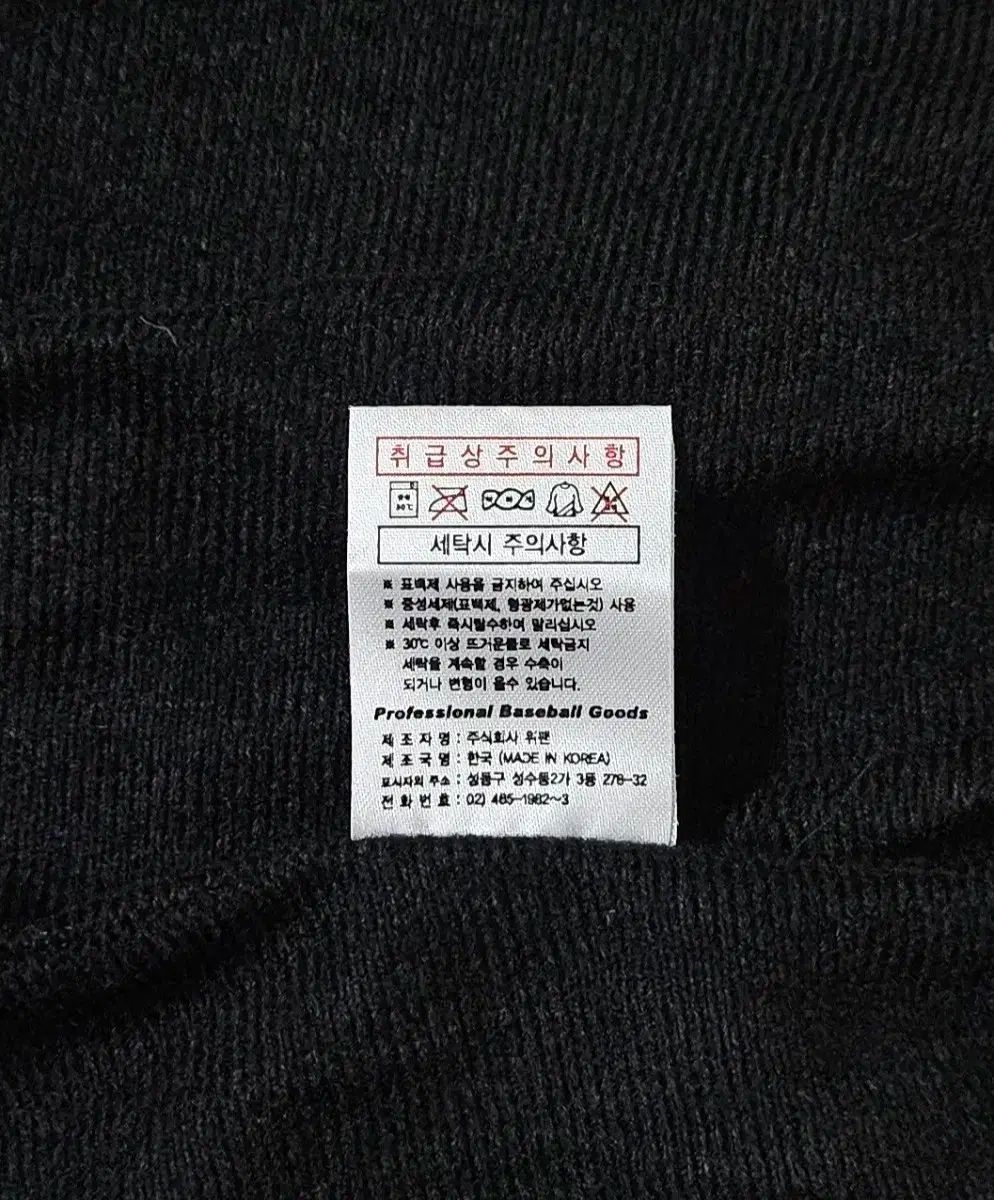 취급상주의사항
30℃
세탁시 주의사항
※ 표백제 사용을 금지하여 주십시오
※ 중성세제(표백제, 형광제가없는것) 사용
※ 세탁후 즉시탈수하여 말리십시오
※ 30℃ 이상 뜨거운물로 세탁금지
세탁을 계속할 경우 수축이
되거나 변형이 올수 있습니다.
Professional Baseball Goods
제 조 자 명 : 주식회사 위팬
제 조 국 명 : 한국 (MADE IN KOREA)
표시자의 주소 : 성동구 성수동2가 3동 278-32
전 화 번 호 : 02) 465-1982~3